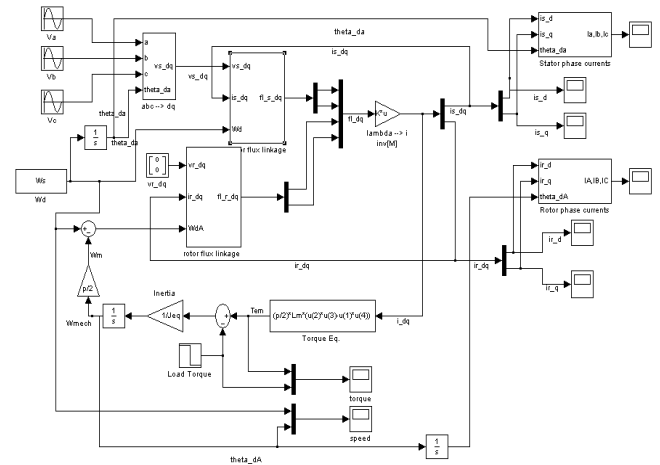 theta_da
is_dq
Va
Vb
Vc
a
b
c
theta_da
vs_dq
abc --> dq
vs_dq
theta_da
theta_da
vs_dq
is_dq
Wd
fl_s_dq
or flux linkage
fl_dq
K*u
lambda --> i
inv[M]
is_dq
is_d
is_q
theta_da
Ia,Ib,Ic
Stator phase currents
is_d
is_q
1
s
Ws
Wd
0
0
vr_dq
vr_dq
ir_dq
WdA
fl_r_dq
rotor flux linkage
ir_d
ir_q
theta_dA
IA,IB,IC
Rotor phase currents
ir_dq
ir_dq
ir_d
ir_q
+
-
Wm
p/2
Wmech
1
s
Inertia
1/Jeq
+
-
Tem
(p/2)*Lm*(u(2)*u(3)-u(1)*u(4))
Torque Eq.
i_dq
Load Torque
torque
speed
theta_dA
1
s